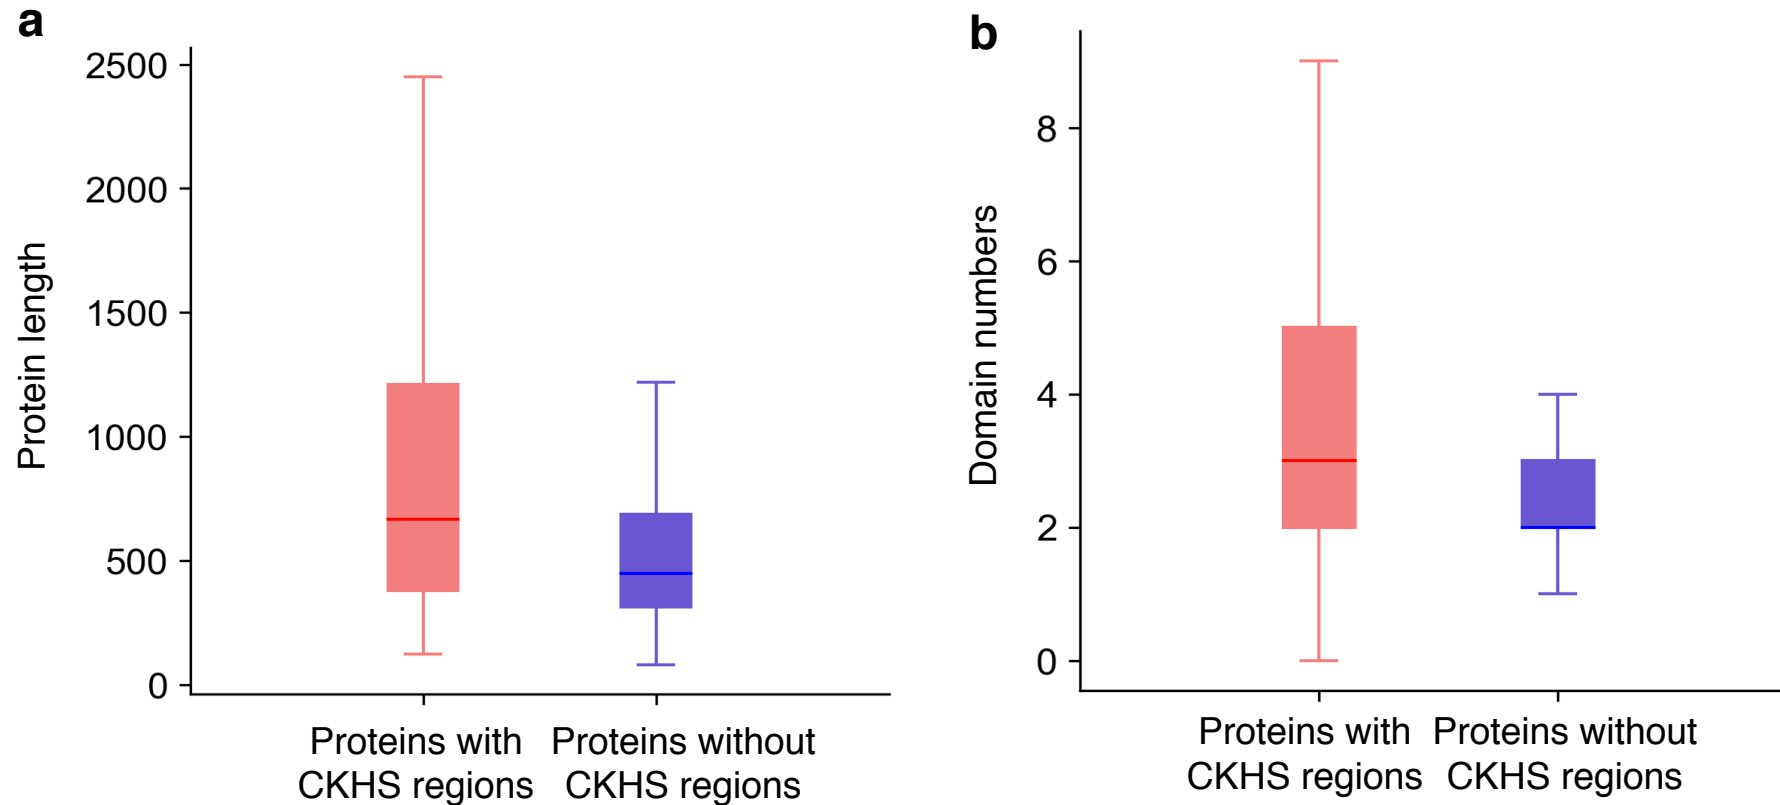 a
Protein length
2500
2000
1500
1000
500
0
Proteins with
CKHS regions
Proteins without
CKHS regions
b
Domain numbers
8
6
4
2
0
Proteins with
CKHS regions
Proteins without
CKHS regions